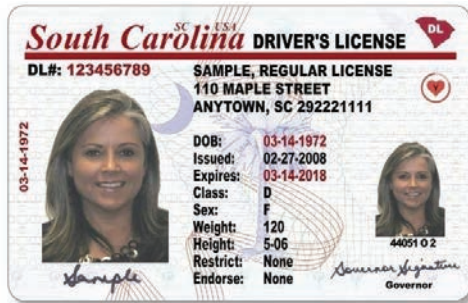 South Carolina SC USA DRIVER'S LICENSE DL
DL#: 123456789
SAMPLE, REGULAR LICENSE
110 MAPLE STREET
ANYTOWN, SC 292221111
03-14-1972
DOB: 03-14-1972
Issued: 02-27-2008
Expires: 03-14-2018
Class: D
Sex: F
Weight: 120
Height: 5-06
Restrict: None
Endorse: None
Sample
44051 0 2
Governor Signature
Governor